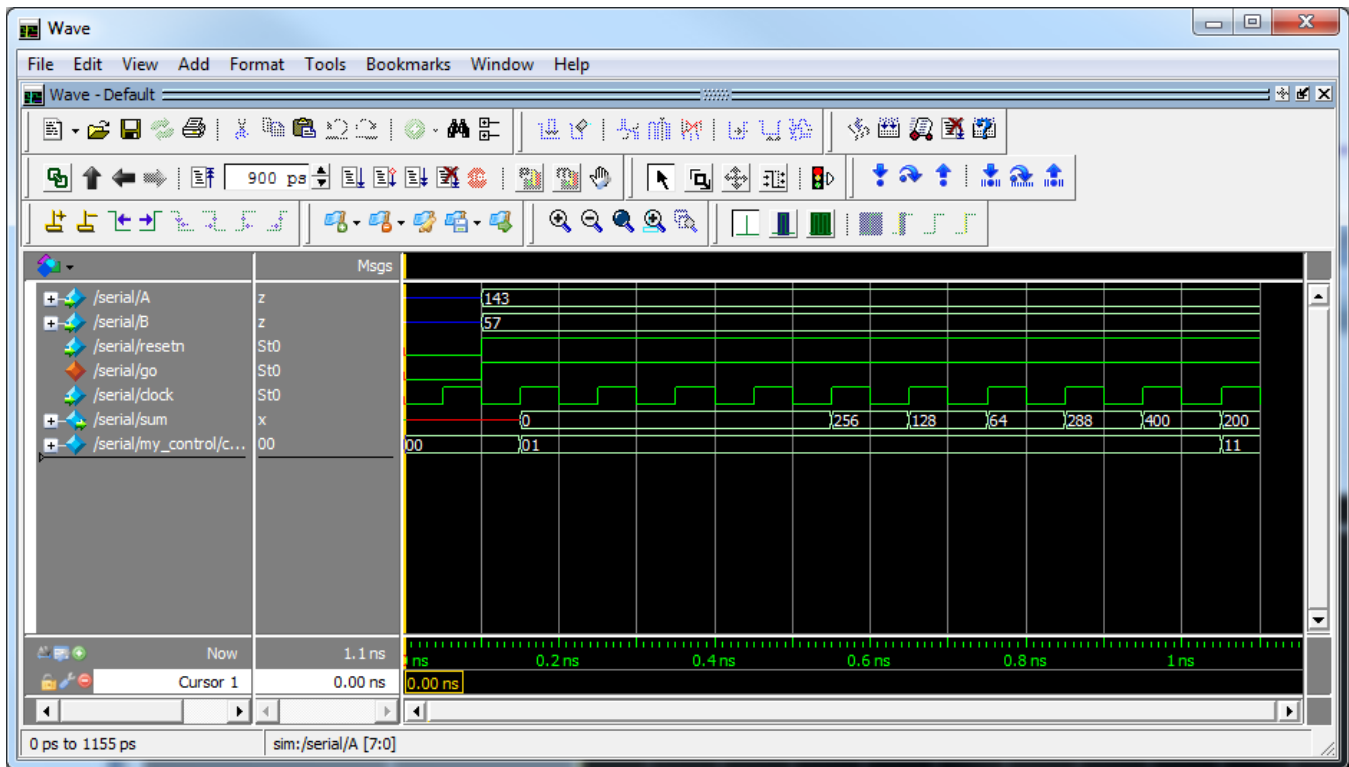 Wave
File Edit View Add Format Tools Bookmarks Window Help
Wave - Default
900 ps
Msgs
/serial/A z 143
/serial/B z 57
/serial/resetn St0
/serial/go St0
/serial/clock St0
/serial/sum x 0 256 128 64 288 400 200
/serial/my_control/c... 00 00 01 11
Now 1.1 ns ns 0.2 ns 0.4 ns 0.6 ns 0.8 ns 1 ns
Cursor 1 0.00 ns 0.00 ns
0 ps to 1155 ps sim:/serial/A [7:0]